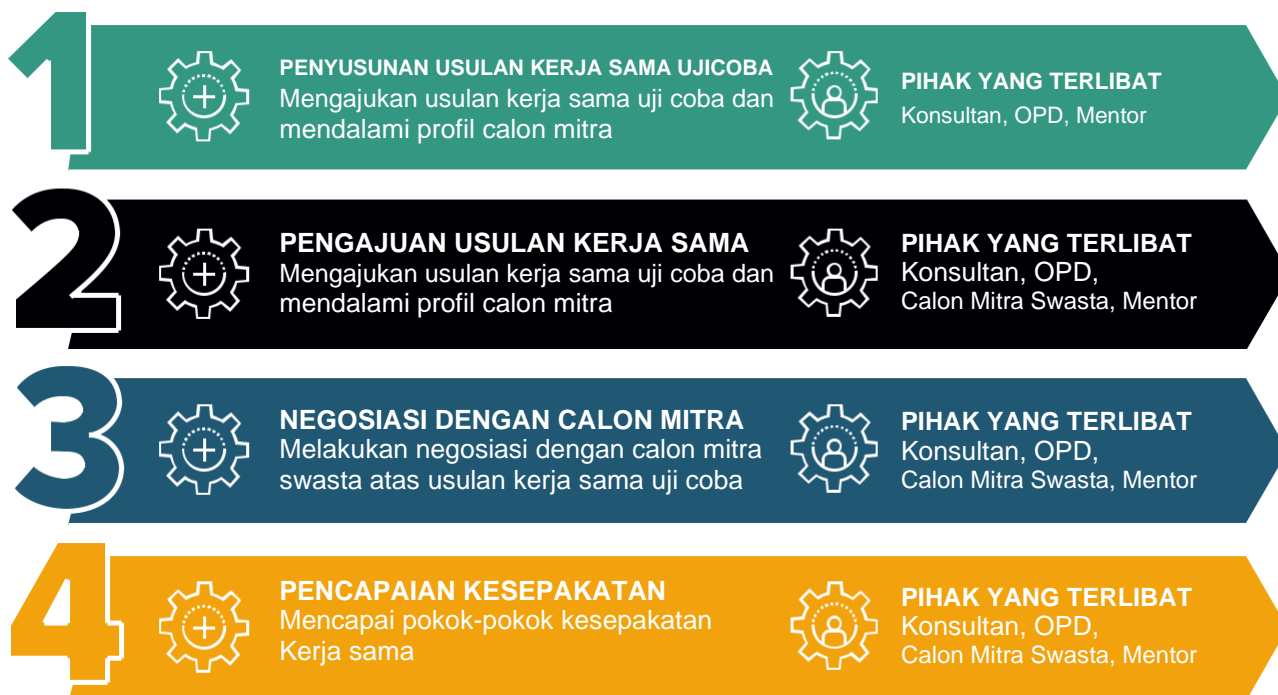 1
PENYUSUNAN USULAN KERJA SAMA UJICOBA
Mengajukan usulan kerja sama uji coba dan
mendalami profil calon mitra
PIHAK YANG TERLIBAT
Konsultan, OPD, Mentor
2
PENGAJUAN USULAN KERJA SAMA
Mengajukan usulan kerja sama uji coba dan
mendalami profil calon mitra
PIHAK YANG TERLIBAT
Konsultan, OPD,
Calon Mitra Swasta, Mentor
3
NEGOSIASI DENGAN CALON MITRA
Melakukan negosiasi dengan calon mitra
swasta atas usulan kerja sama uji coba
PIHAK YANG TERLIBAT
Konsultan, OPD,
Calon Mitra Swasta, Mentor
4
PENCAPAIAN KESEPAKATAN
Mencapai pokok-pokok kesepakatan
Kerja sama
PIHAK YANG TERLIBAT
Konsultan, OPD,
Calon Mitra Swasta, Mentor